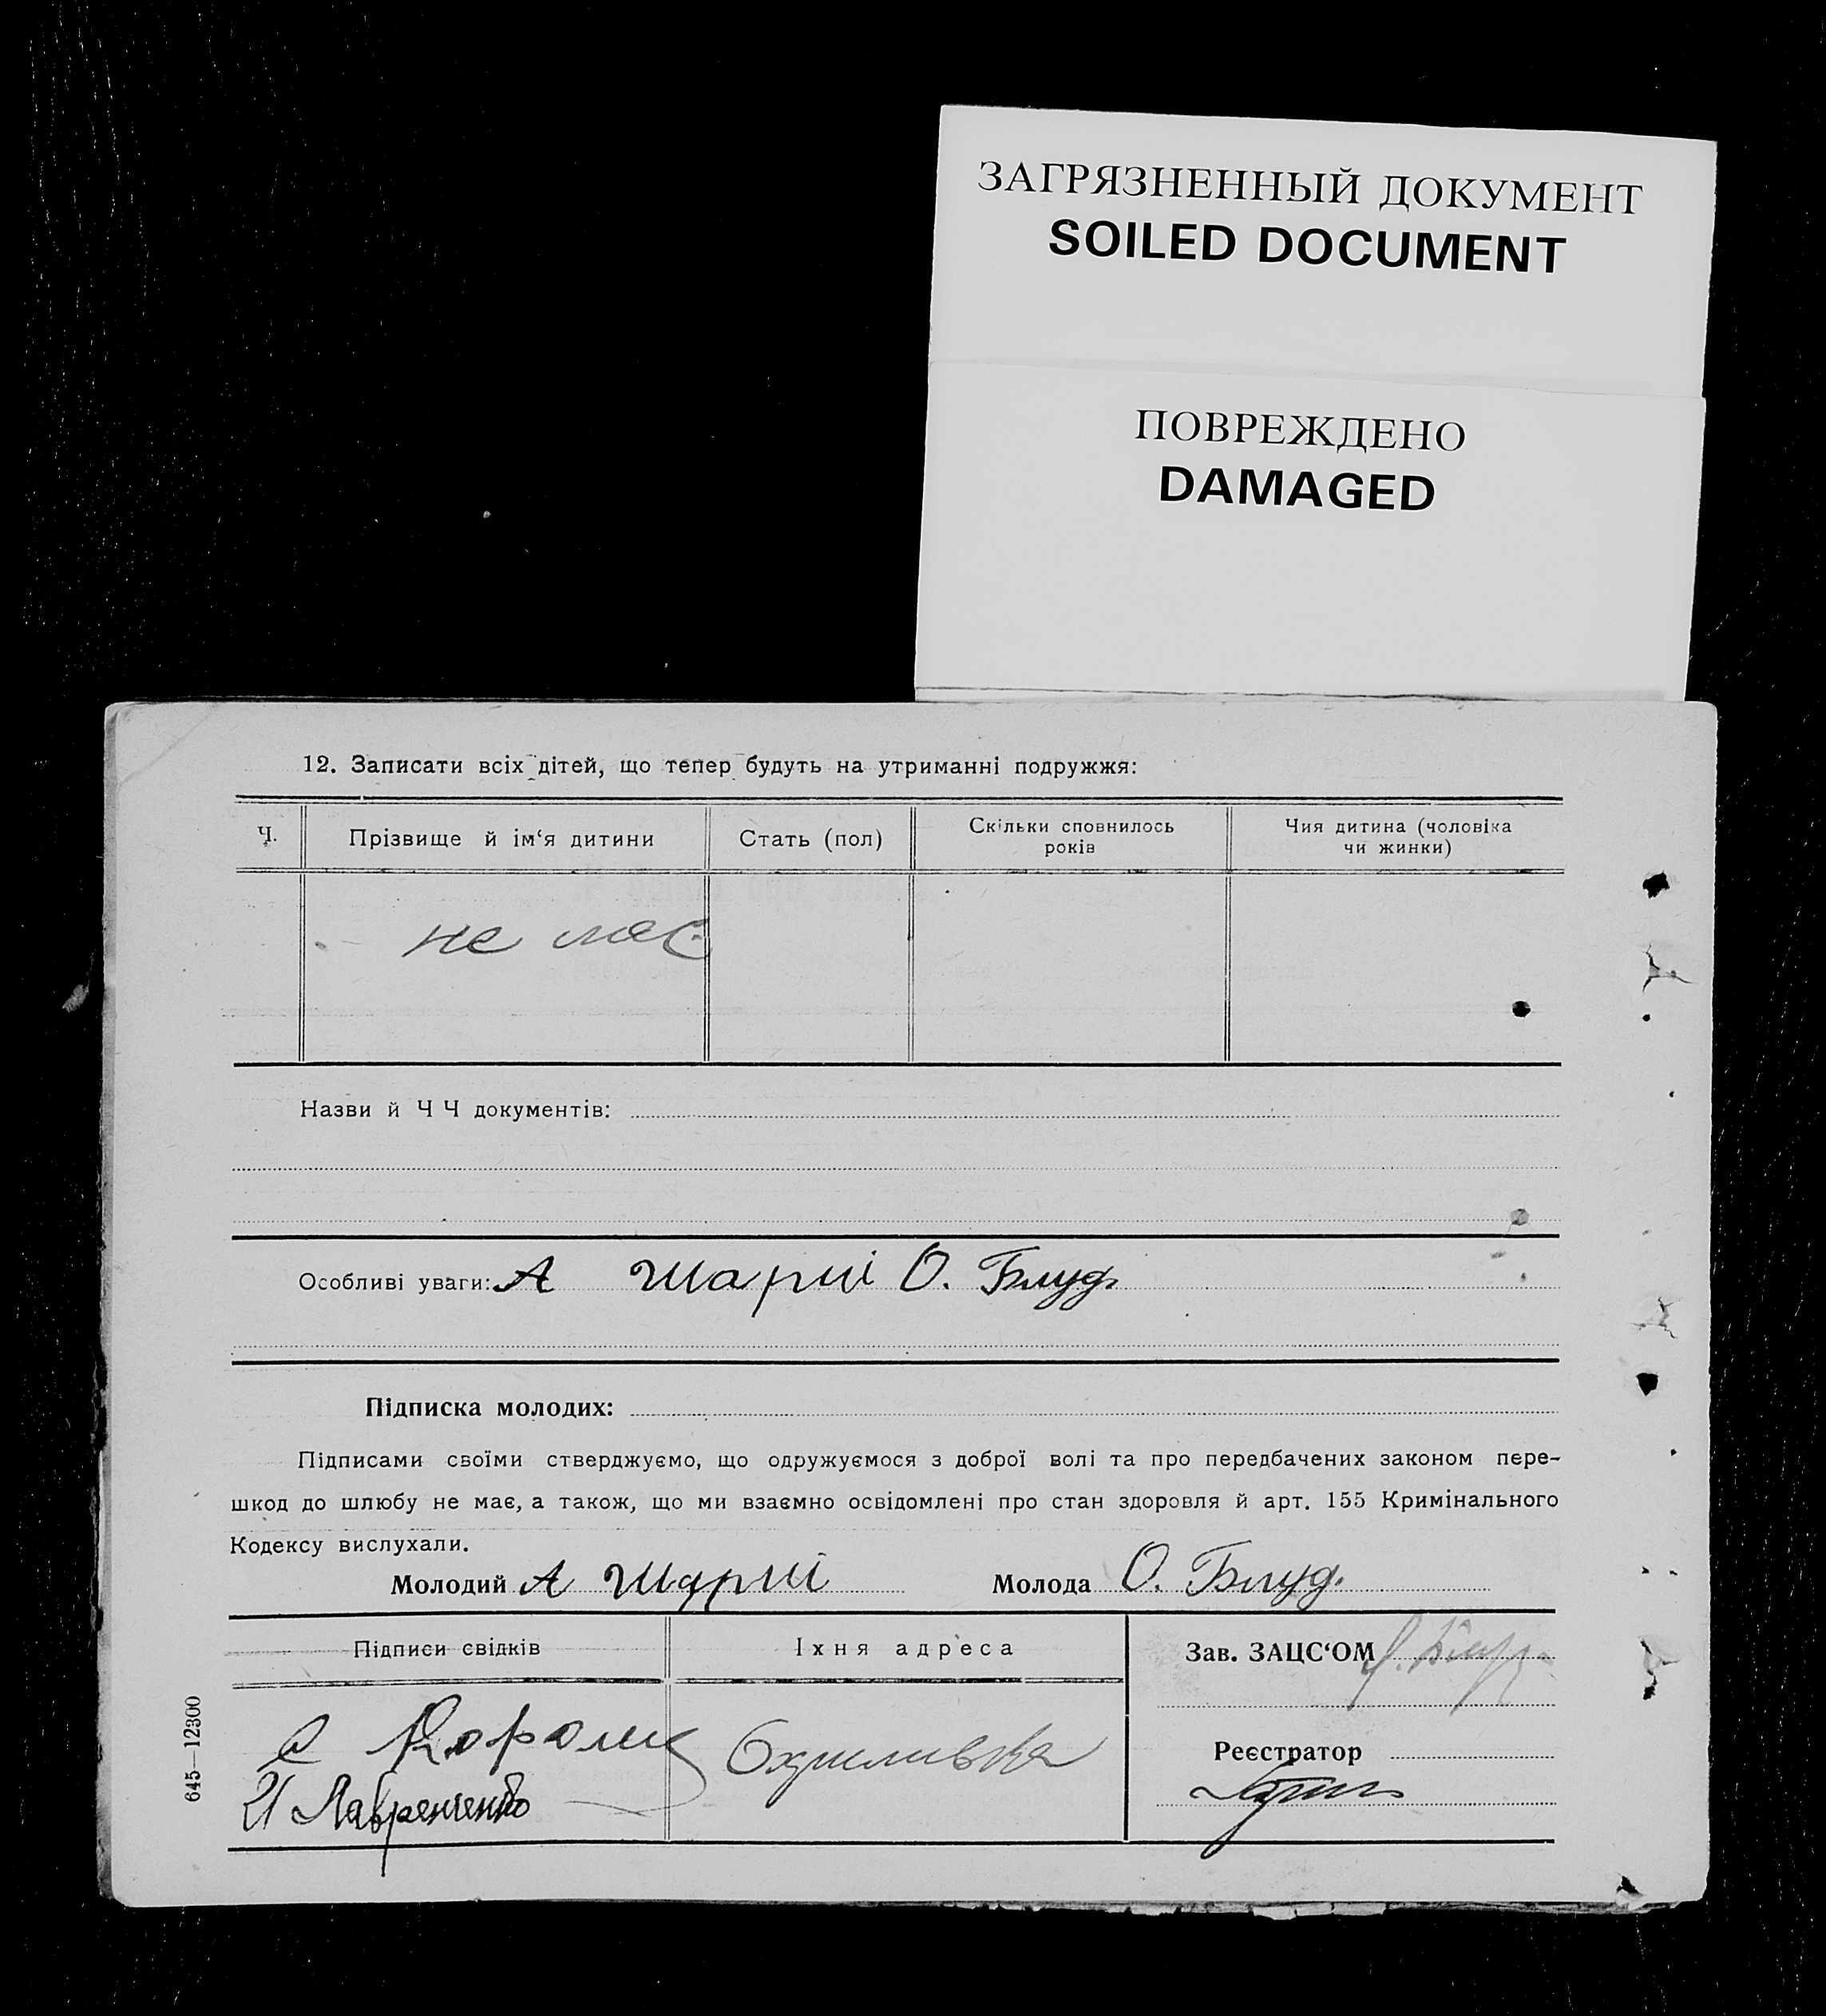 ЗАГРЯЗНЕННЫЙ ДОКУМЕНТ
SOILED DOCUMENT
ПОВРЕЖДЕНО
DAMAGED
12. Записати всіх дітей, що тепер будуть на утриманні подружжя:
Ч.
Прізвище й ім‘я дитини
Стать (пол)
Скільки сповнилось
років
Чия дитина (чоловіка
чи жинки)
не має
Назви й Ч Ч документів:
Особливі уваги: А Шарий О. Блуд.
Підписка молодих:
Підписами своїми стверджуємо, що одружуємося з доброї волі та про передбачених законом пере-
шкод до шлюбу не має, а також, що ми взаємно освідомлені про стан здоровля й арт. 155 Кримінального
Кодексу вислухали.
Молодий А Шарий Молода О. Блуд.
Підписи свідків
Їхня адреса
Зав. ЗАЦС‘ОМ
Реєстратор
И Лавренченко
645—12300